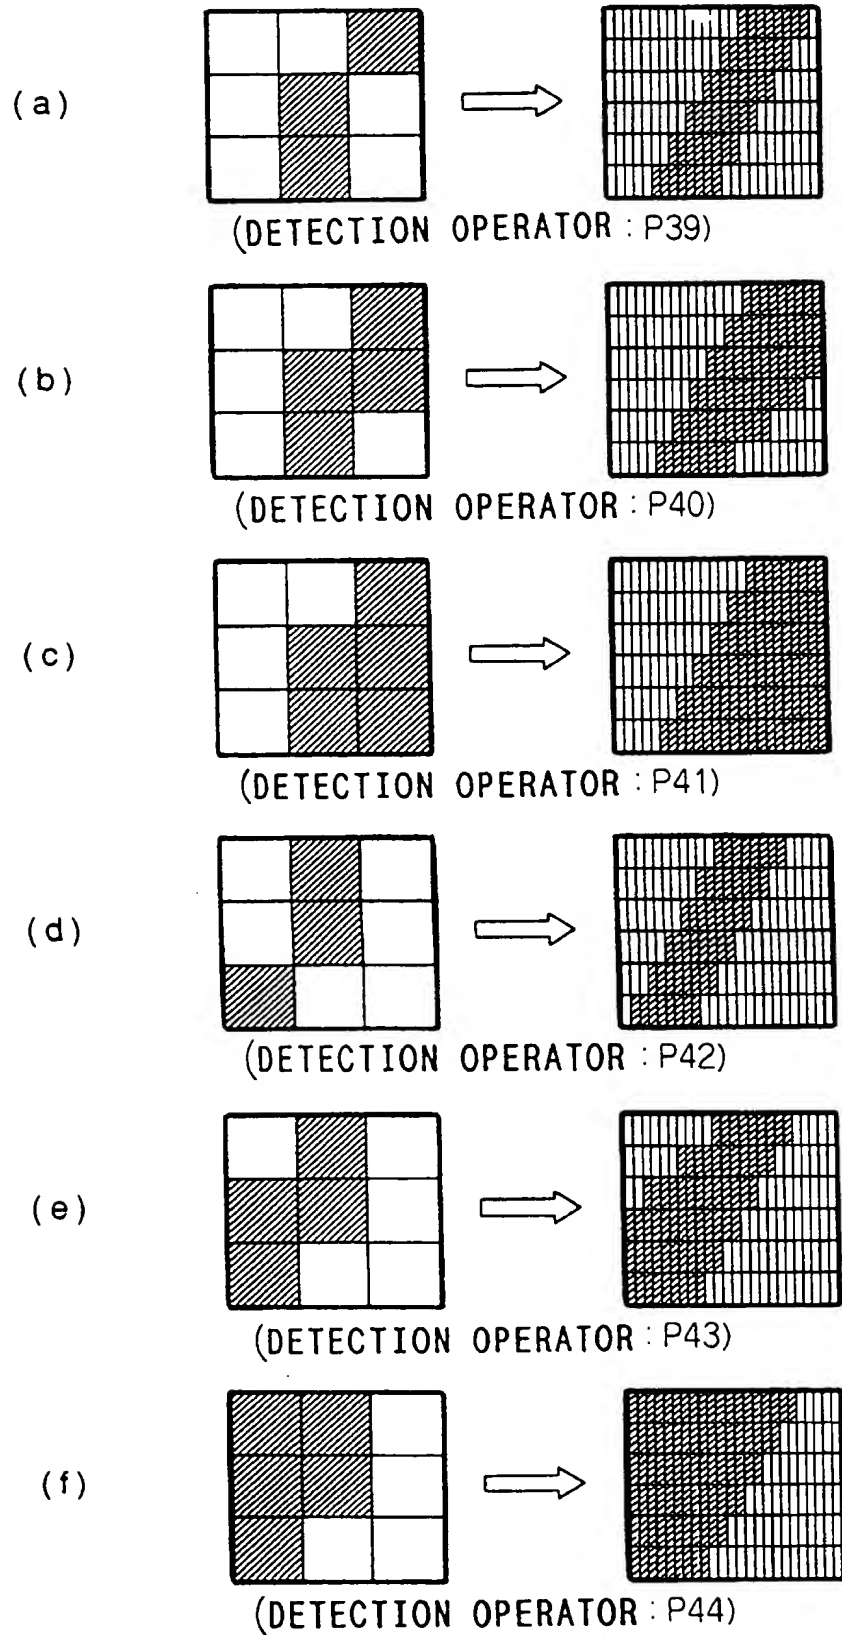 (a)
(DETECTION OPERATOR : P39)
(b)
(DETECTION OPERATOR : P40)
(c)
(DETECTION OPERATOR : P41)
(d)
(DETECTION OPERATOR : P42)
(e)
(DETECTION OPERATOR : P43)
(f)
(DETECTION OPERATOR : P44)